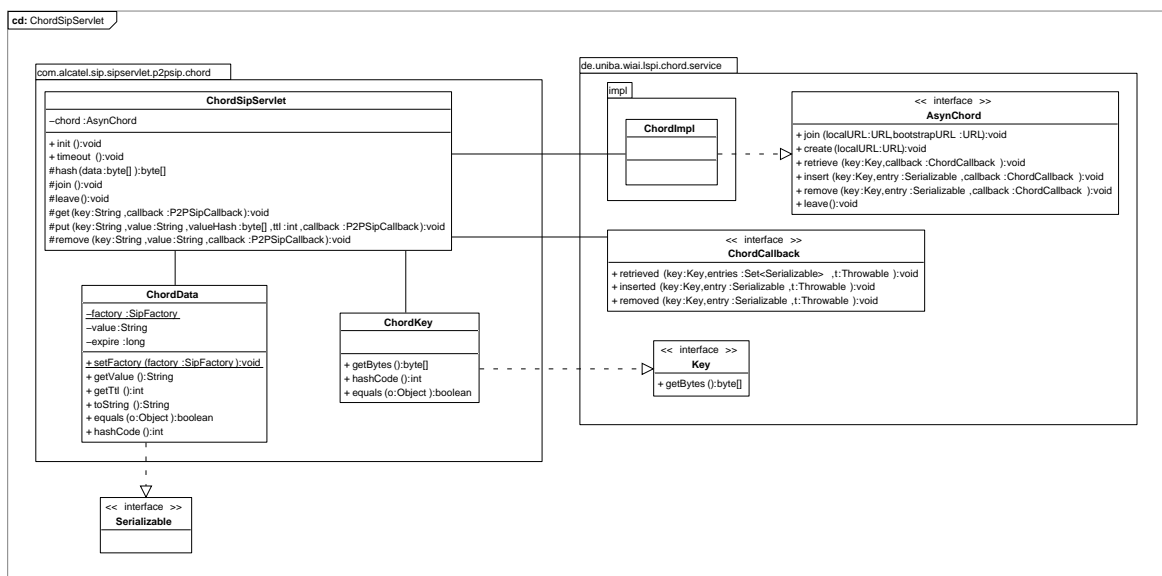 cd: ChordSipServlet
com.alcatel.sip.sipservlet.p2psip.chord
ChordSipServlet
–chord :AsynChord
+ init ():void
+ timeout ():void
#hash (data:byte[] ):byte[]
#join ():void
#leave():void
#get (key:String ,callback :P2PSipCallback):void
#put (key:String ,value:String ,valueHash :byte[] ,ttl :int ,callback :P2PSipCallback):void
#remove (key:String ,value:String ,callback :P2PSipCallback):void
ChordData
–factory :SipFactory
–value :String
–expire :long
+ setFactory (factory :SipFactory ):void
+ getValue ():String
+ getTtl ():int
+ toString ():String
+ equals (o:Object ):boolean
+ hashCode ():int
ChordKey
+ getBytes ():byte[]
+ hashCode ():int
+ equals (o:Object ):boolean
<< interface >>
Serializable
de.uniba.wiai.lspi.chord.service
impl
ChordImpl
<< interface >>
AsynChord
+ join (localURL:URL,bootstrapURL :URL):void
+ create (localURL:URL):void
+ retrieve (key:Key,callback :ChordCallback ):void
+ insert (key:Key,entry :Serializable ,callback :ChordCallback ):void
+ remove (key:Key,entry :Serializable ,callback :ChordCallback ):void
+ leave():void
<< interface >>
ChordCallback
+ retrieved (key:Key,entries :Set<Serializable> ,t:Throwable ):void
+ inserted (key:Key,entry :Serializable ,t:Throwable ):void
+ removed (key:Key,entry :Serializable ,t:Throwable ):void
<< interface >>
Key
+ getBytes ():byte[]